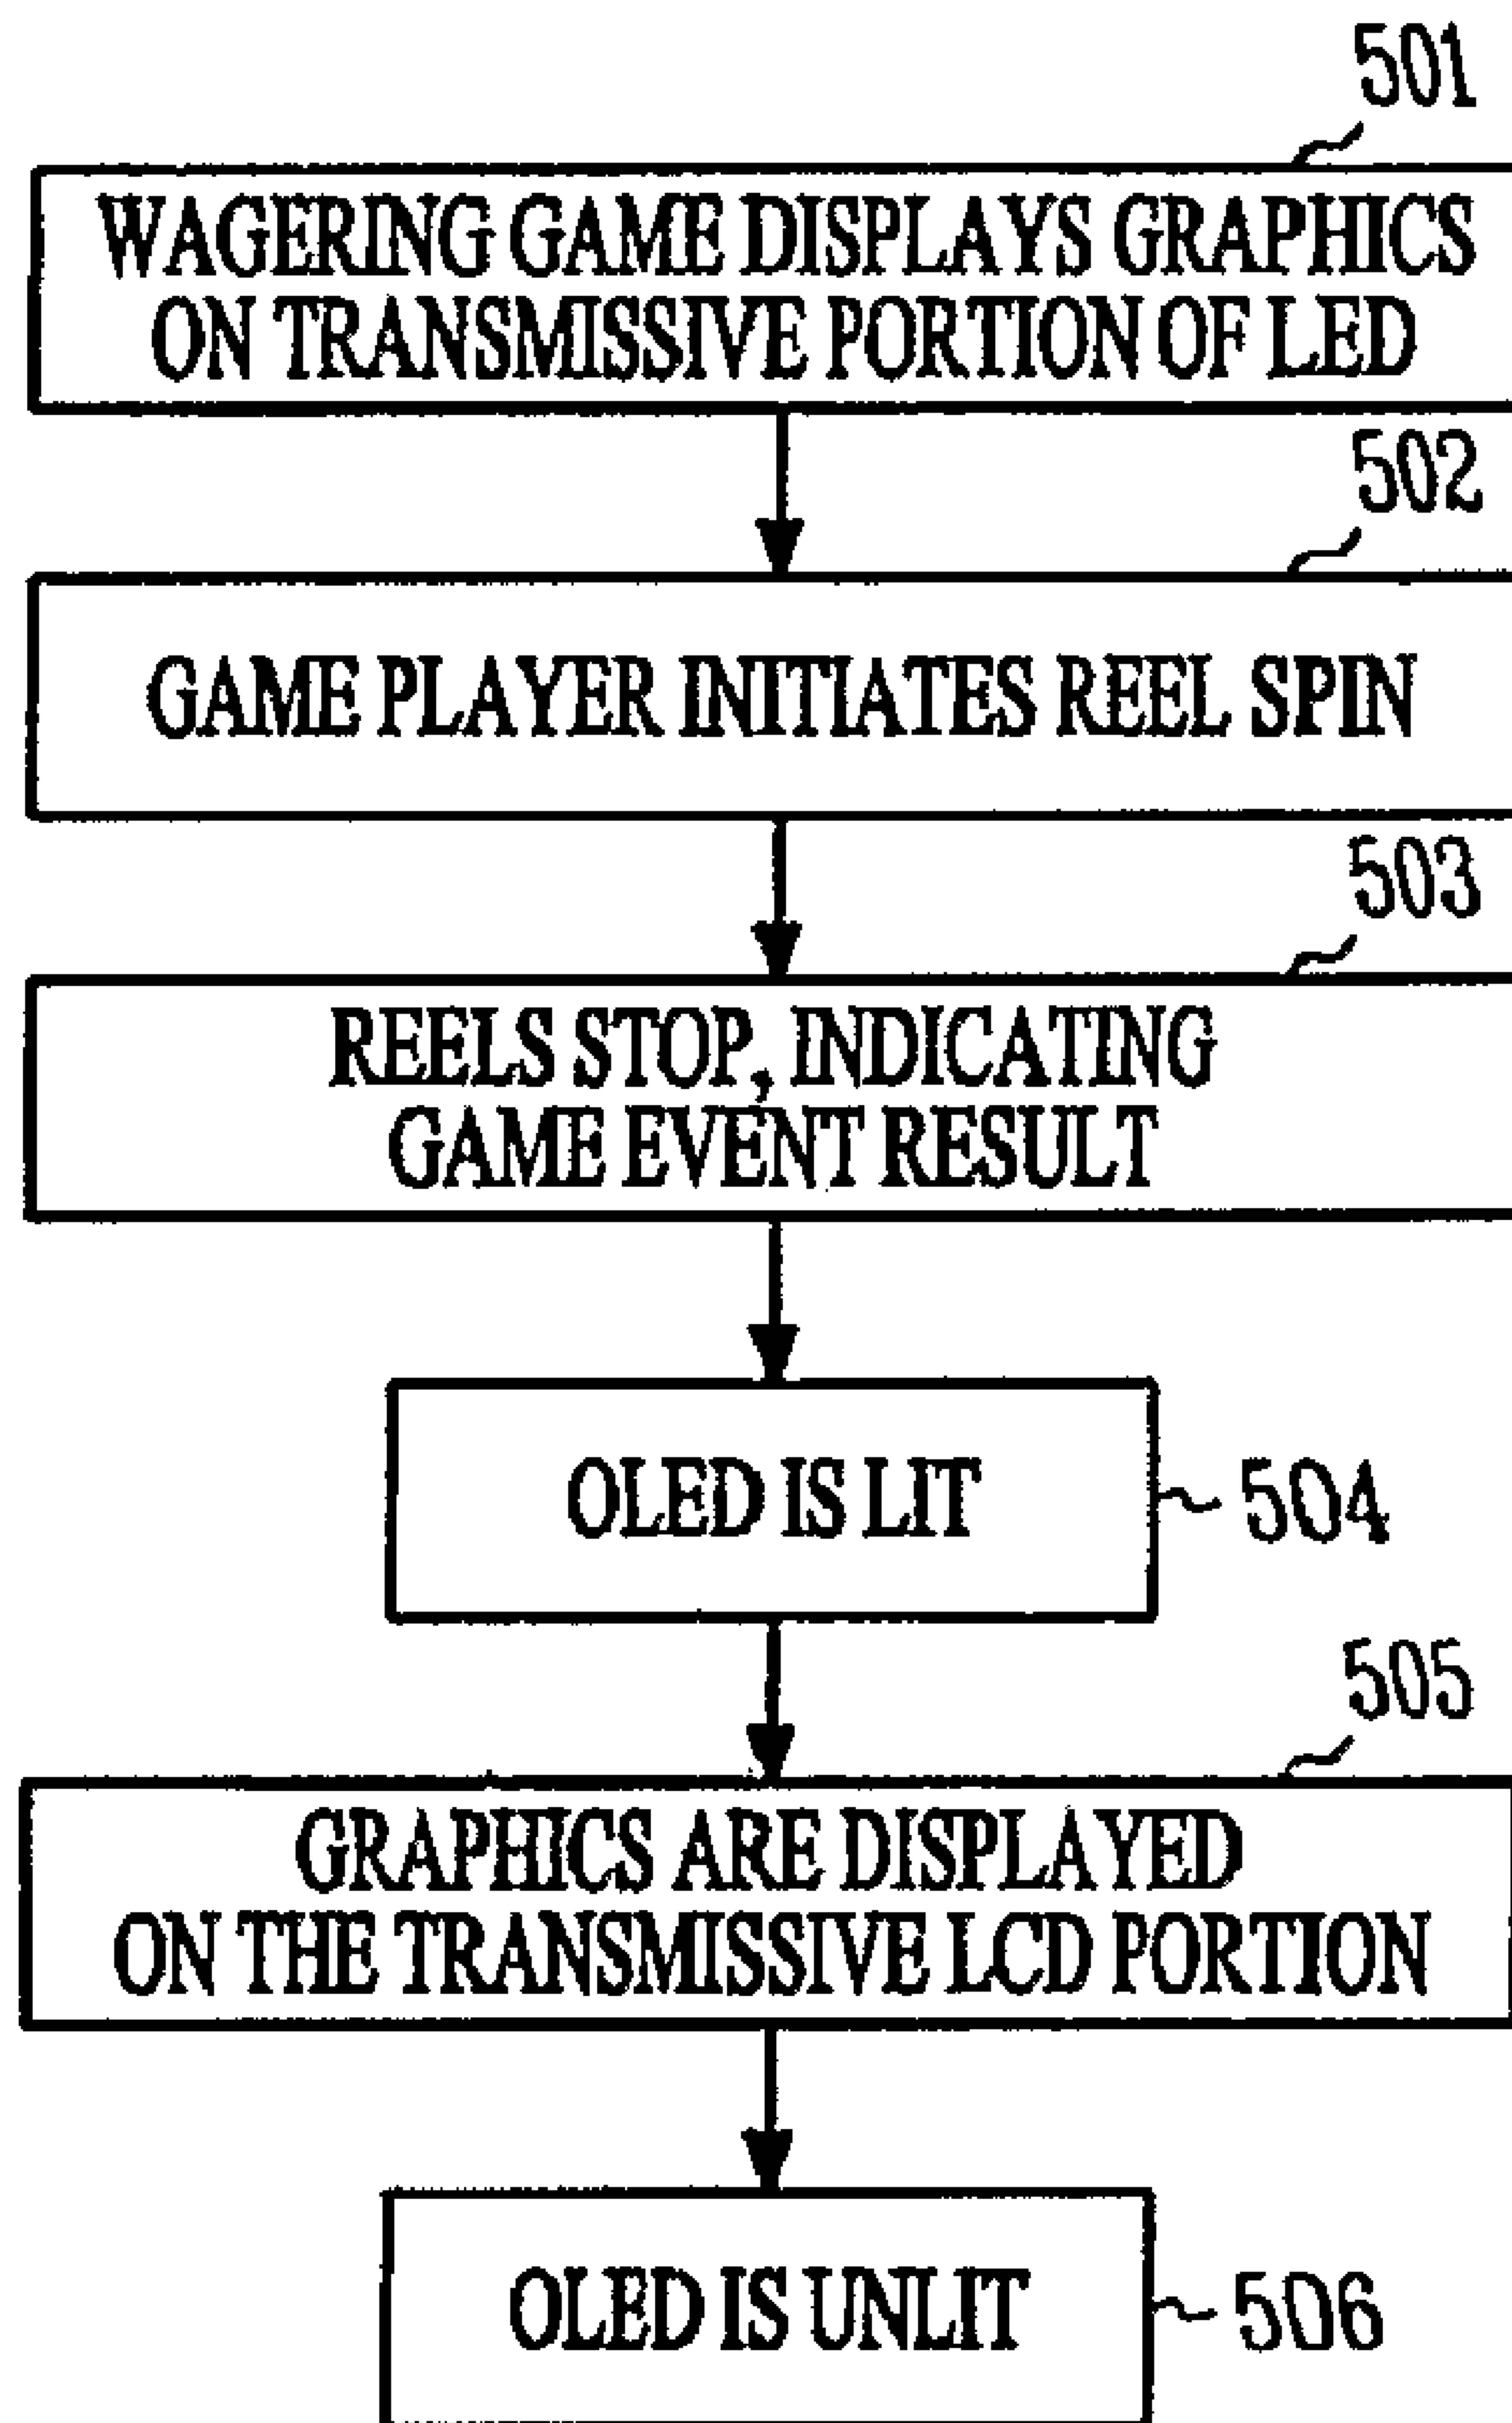 501
WAGERING GAME DISPLAYS GRAPHICS
ON TRANSMISSIVE PORTION OF LED
502
GAME PLAYER INITIATES REEL SPIN
503
REELS STOP, INDICATING
GAME EVENT RESULT
OLED IS LIT 504
505
GRAPHICS ARE DISPLAYED
ON THE TRANSMISSIVE LCD PORTION
OLED IS UNLIT 506